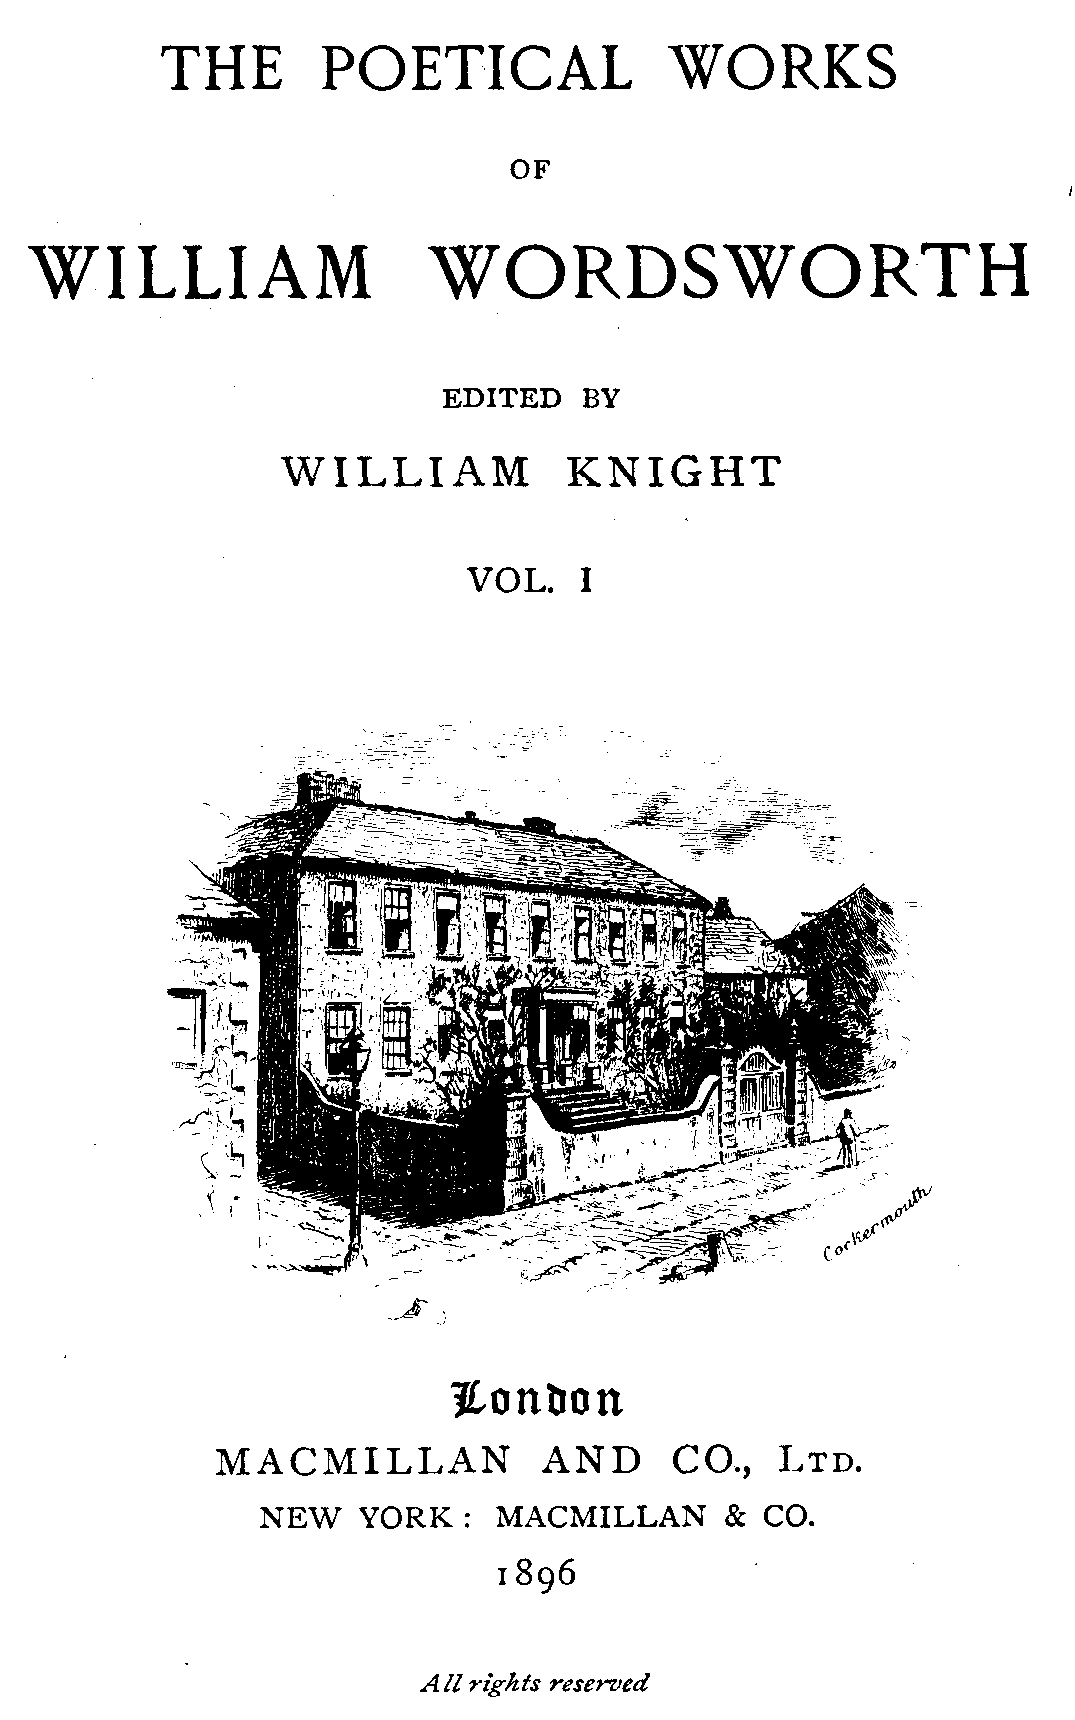 THE POETICAL WORKS
OF
WILLIAM WORDSWORTH
EDITED BY
WILLIAM KNIGHT
VOL. I
Cockermouth
London
MACMILLAN AND CO., LTD.
NEW YORK: MACMILLAN & CO.
1896
All rights reserved